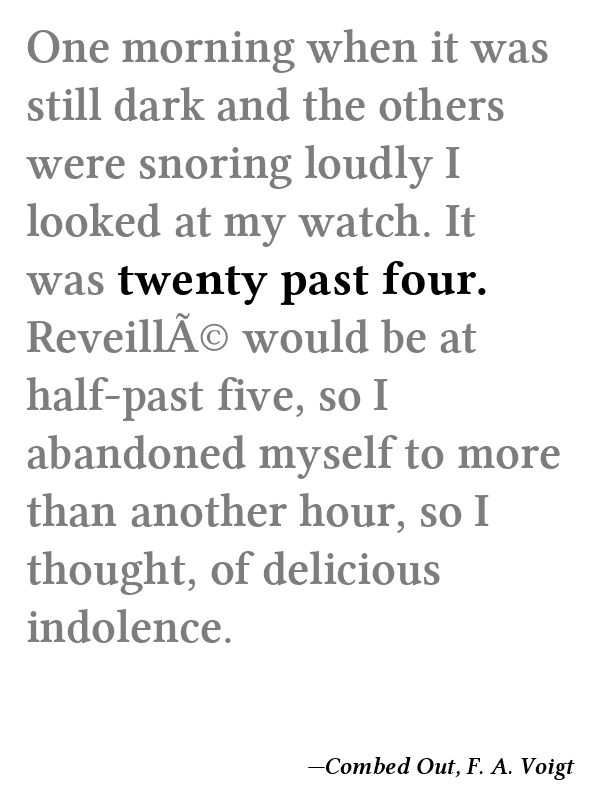 One morning when it was
still dark and the others
were snoring loudly I
looked at my watch. It
was twenty past four.
ReveillÃ© would be at
half-past five, so I
abandoned myself to more
than another hour, so I
thought, of delicious
indolence.
—Combed Out, F. A. Voigt